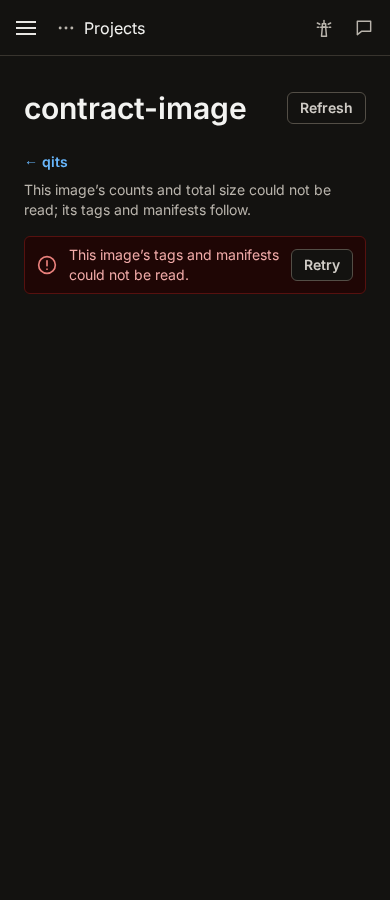 Projects
contract-image
Refresh
← qits
This image’s counts and total size could not be
read; its tags and manifests follow.
This image’s tags and manifests
could not be read.
Retry